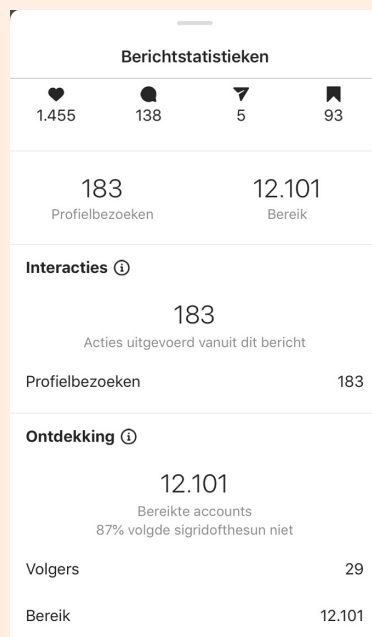 Berichtstatistieken
1.455 138 5 93
183 12.101
Profielbezoeken Bereik
Interacties
183
Acties uitgevoerd vanuit dit bericht
Profielbezoeken 183
Ontdekking
12.101
Bereikte accounts
87% volgde sigridofthesun niet
Volgers 29
Bereik 12.101